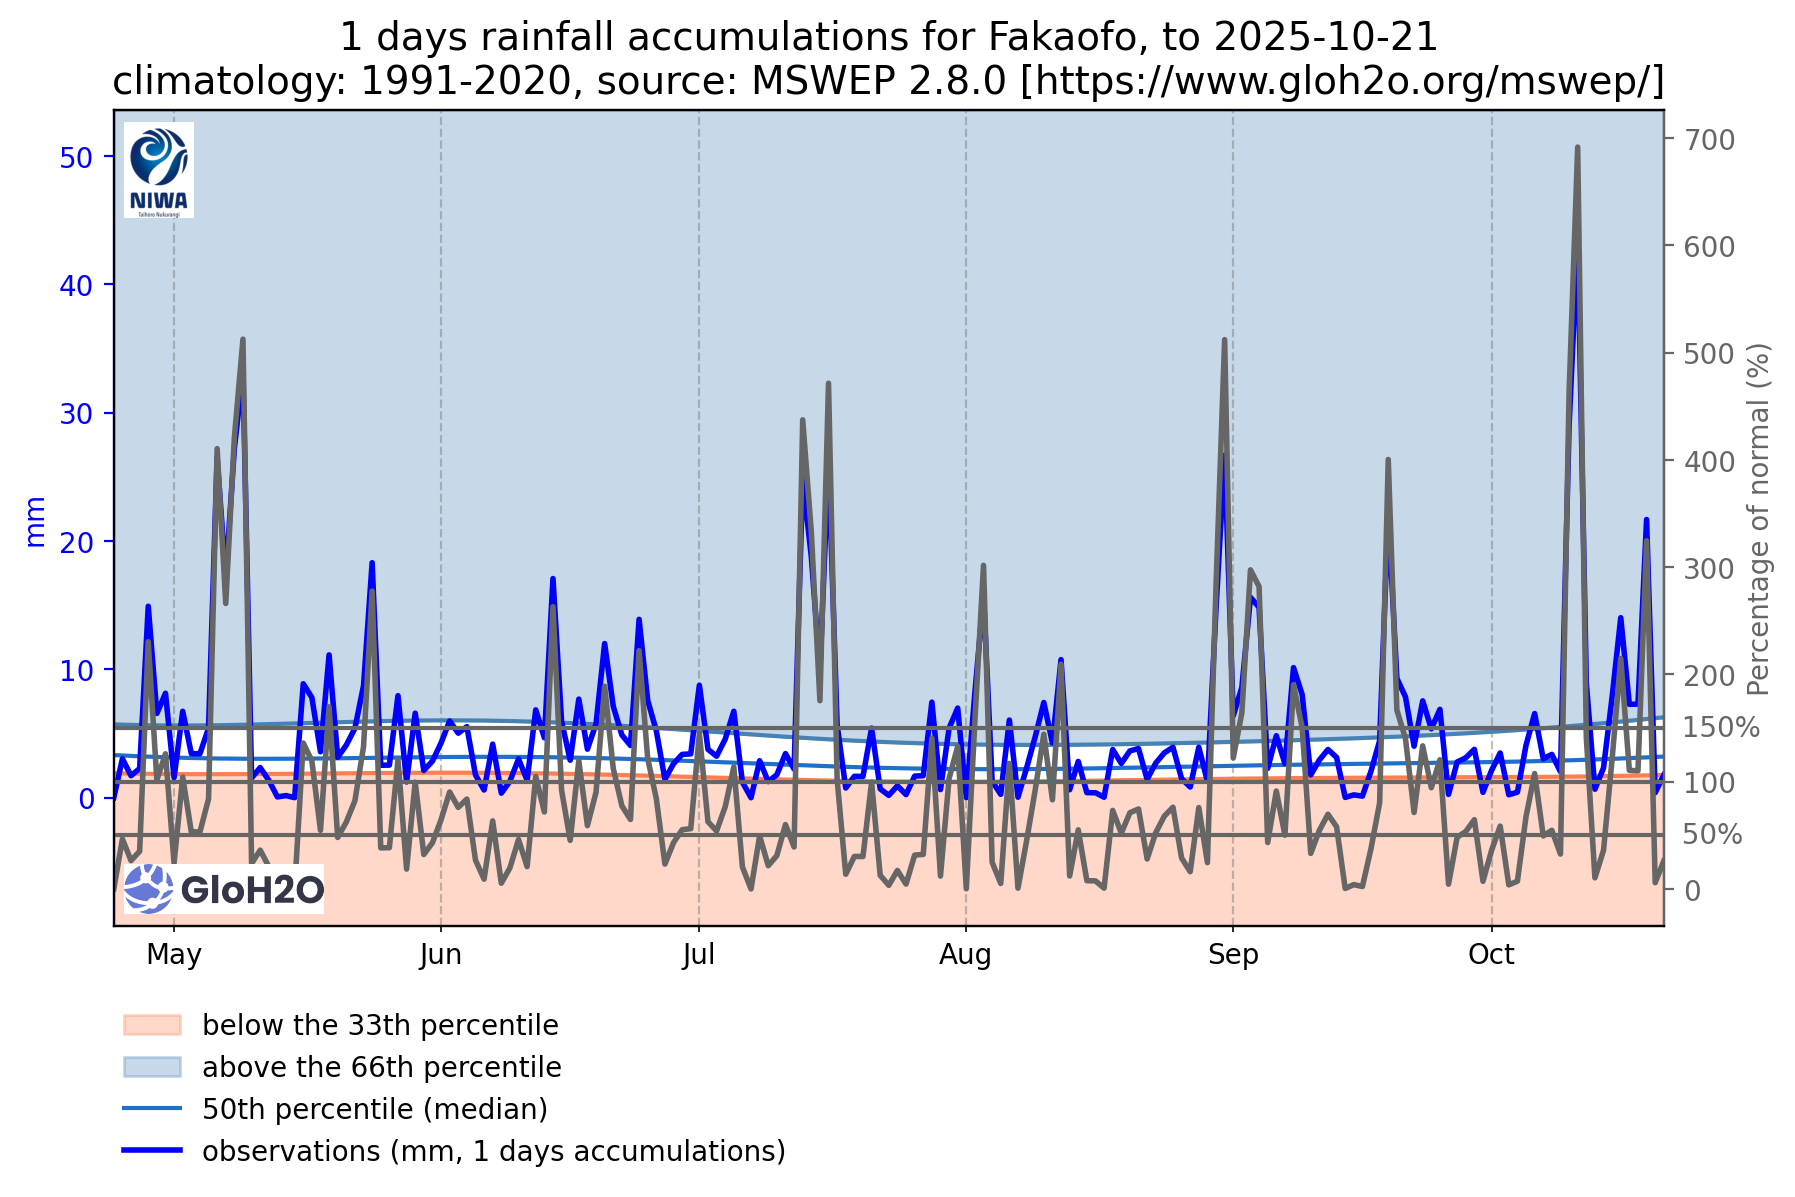 1 days rainfall accumulations for Fakaofo, to 2025-10-21
climatology: 1991-2020, source: MSWEP 2.8.0 [https://www.gloh2o.org/mswep/]
NIWA
Taihoro Nukurangi
50
40
30
20
10
0
mm
700
600
500
400
300
200
150%
100
50%
0
Percentage of normal (%)
GloH2O
May
Jun
Jul
Aug
Sep
Oct
below the 33th percentile
above the 66th percentile
50th percentile (median)
observations (mm, 1 days accumulations)